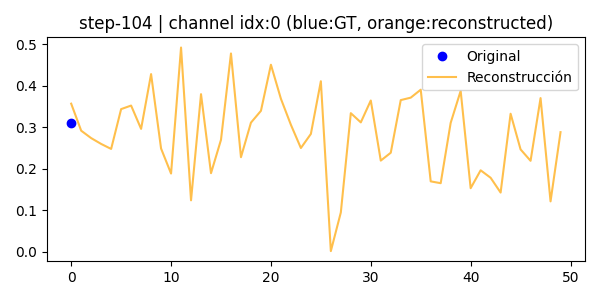 step-104 | channel idx:0 (blue:GT, orange:reconstructed)
Original
Reconstrucción
0.5
0.4
0.3
0.2
0.1
0.0
0 10 20 30 40 50